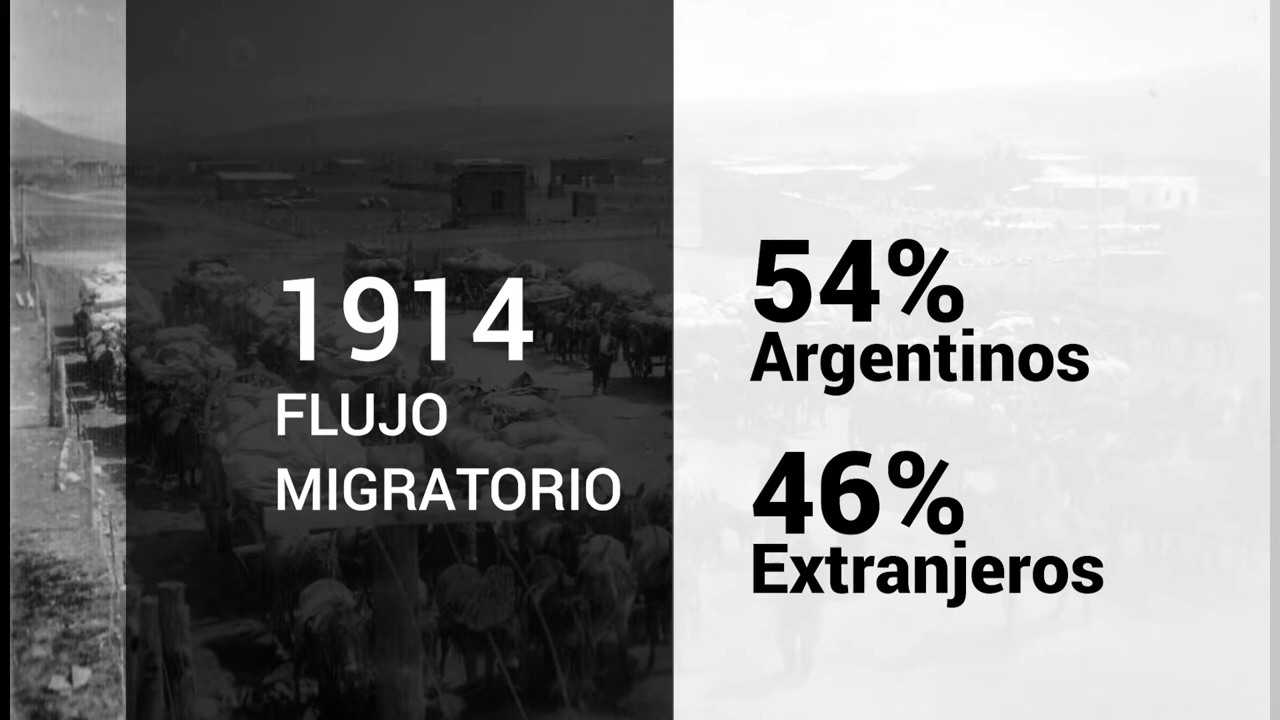 1914
FLUJO
MIGRATORIO
54%
Argentinos
46%
Extranjeros